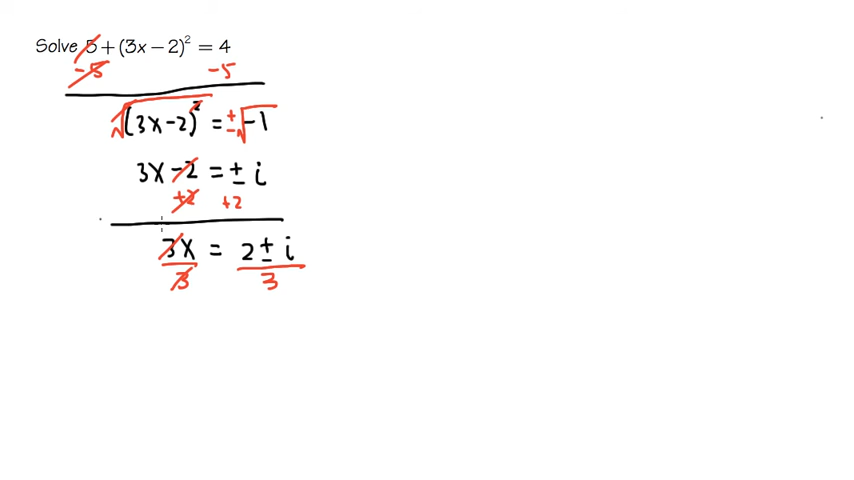 Solve 5 + (3x − 2)² = 4
−5 −5
√(3x−2)² = ±√−1
3x −2 = ± i
+2 +2
3x = 2 ± i
3 3